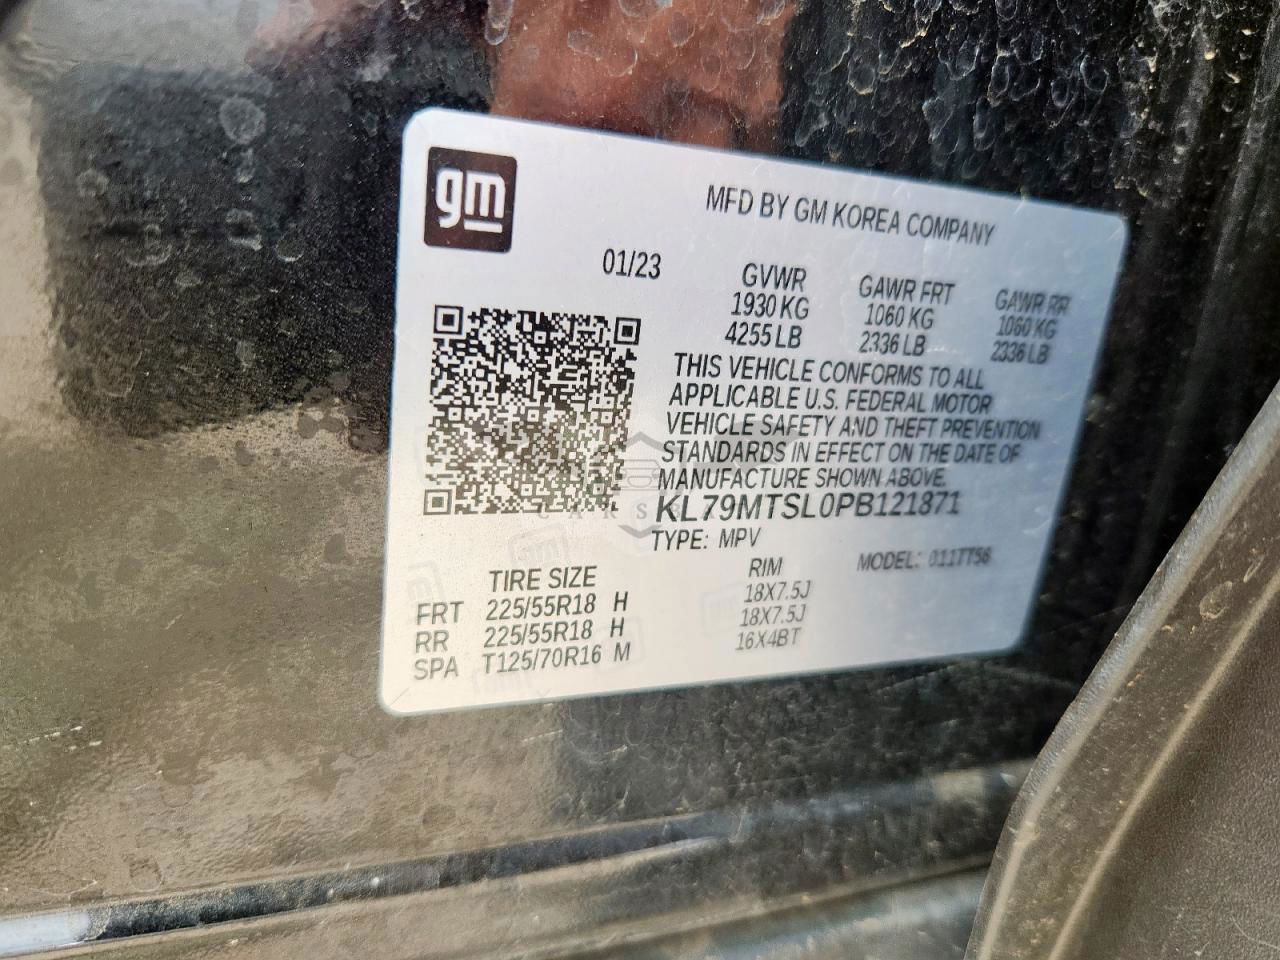 gm
MFD BY GM KOREA COMPANY
01/23
GVWR GAWR FRT GAWR RR
1930 KG 1060 KG 1060 KG
4255 LB 2336 LB 2336 LB
THIS VEHICLE CONFORMS TO ALL
APPLICABLE U.S. FEDERAL MOTOR
VEHICLE SAFETY AND THEFT PREVENTION
STANDARDS IN EFFECT ON THE DATE OF
MANUFACTURE SHOWN ABOVE.
KL79MTSL0PB121871
TYPE: MPV MODEL: 011TT56
TIRE SIZE RIM
FRT 225/55R18 H 18X7.5J
RR 225/55R18 H 18X7.5J
SPA T125/70R16 M 16X4BT